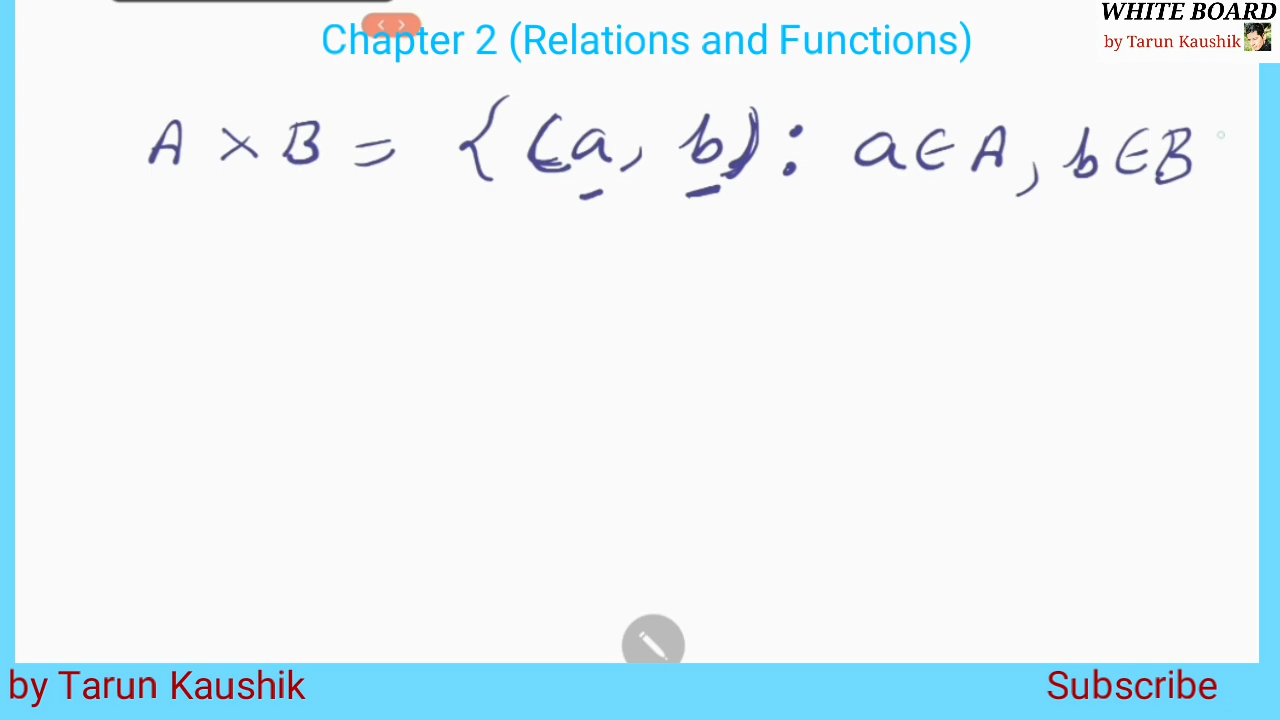 WHITE BOARD
by Tarun Kaushik
Chapter 2 (Relations and Functions)
A × B = { (a, b) : a ∈ A, b ∈ B
by Tarun Kaushik
Subscribe